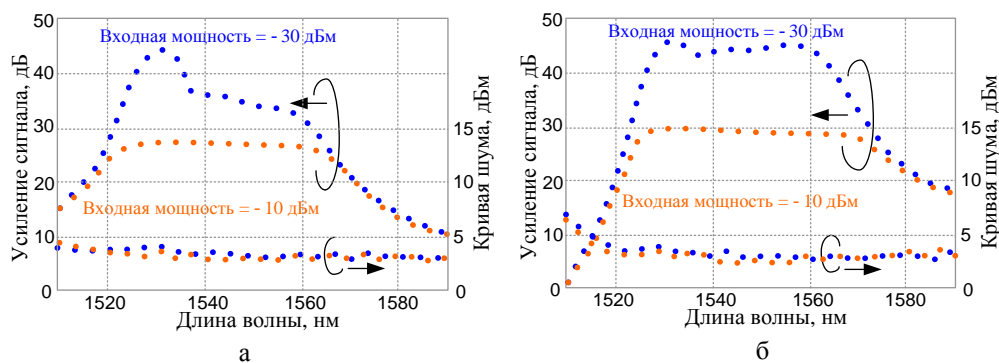 50
40
30
20
10
0
Усиление сигнала, дБ
Входная мощность = - 30 дБм
Входная мощность = - 10 дБм
15
10
5
0
Кривая шума, дБм
1520 1540 1560 1580
Длина волны, нм
а
50
40
30
20
10
0
Усиление сигнала, дБ
Входная мощность = - 30 дБм
Входная мощность = - 10 дБм
15
10
5
0
Кривая шума, дБм
1520 1540 1560 1580
Длина волны, нм
б